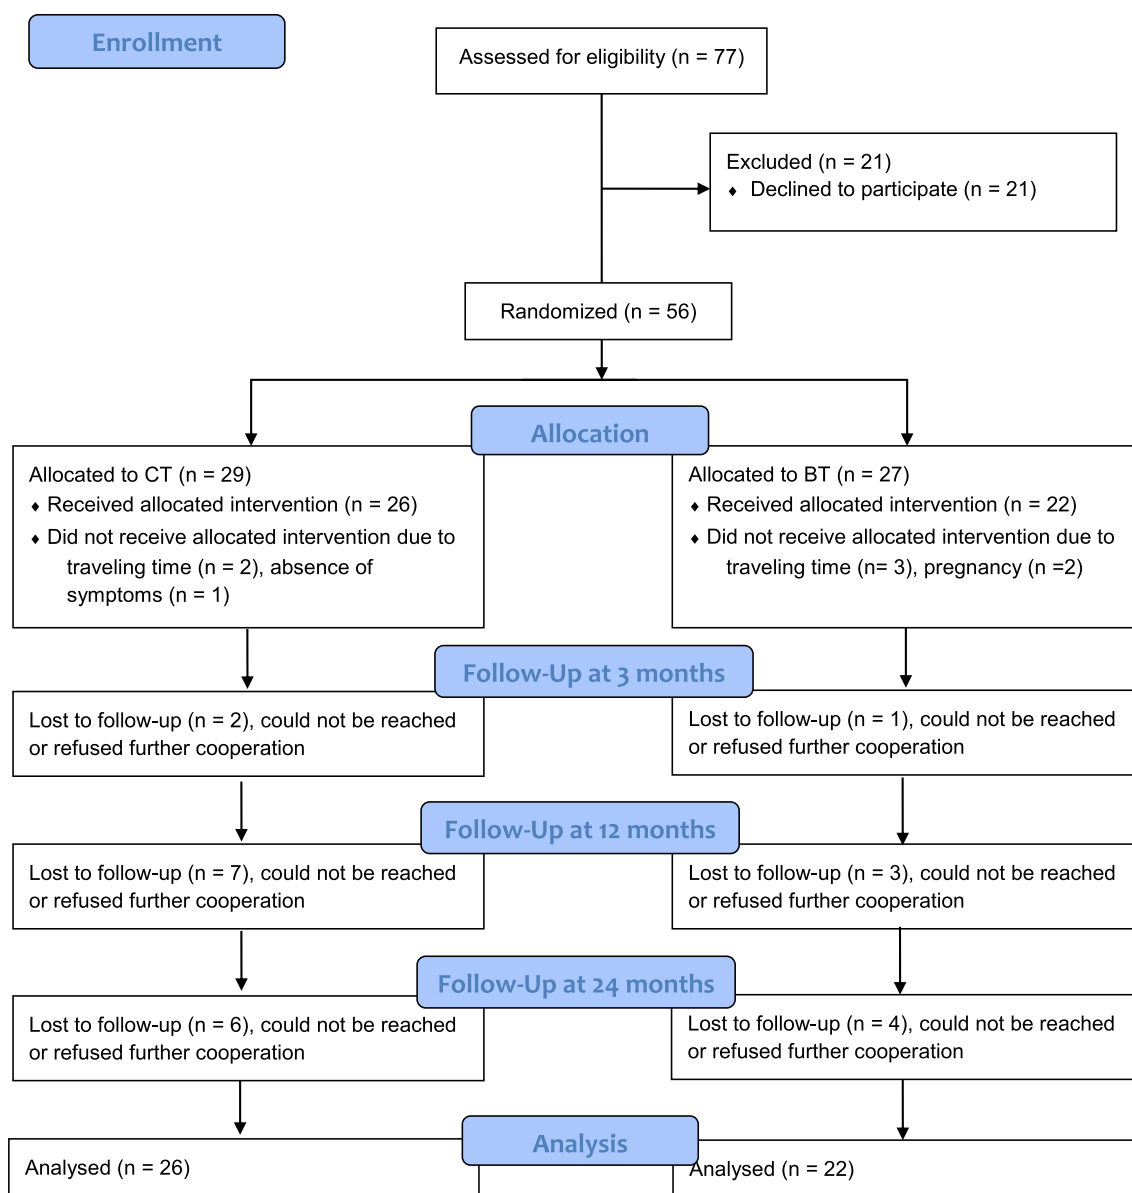 Enrollment
Assessed for eligibility (n = 77)
Excluded (n = 21)
♦ Declined to participate (n = 21)
Randomized (n = 56)
Allocation
Allocated to CT (n = 29)
♦ Received allocated intervention (n = 26)
♦ Did not receive allocated intervention due to
traveling time (n = 2), absence of
symptoms (n = 1)
Allocated to BT (n = 27)
♦ Received allocated intervention (n = 22)
♦ Did not receive allocated intervention due to
traveling time (n= 3), pregnancy (n =2)
Follow-Up at 3 months
Lost to follow-up (n = 2), could not be reached
or refused further cooperation
Lost to follow-up (n = 1), could not be reached
or refused further cooperation
Follow-Up at 12 months
Lost to follow-up (n = 7), could not be reached
or refused further cooperation
Lost to follow-up (n = 3), could not be reached
or refused further cooperation
Follow-Up at 24 months
Lost to follow-up (n = 6), could not be reached
or refused further cooperation
Lost to follow-up (n = 4), could not be reached
or refused further cooperation
Analysis
Analysed (n = 26)
Analysed (n = 22)